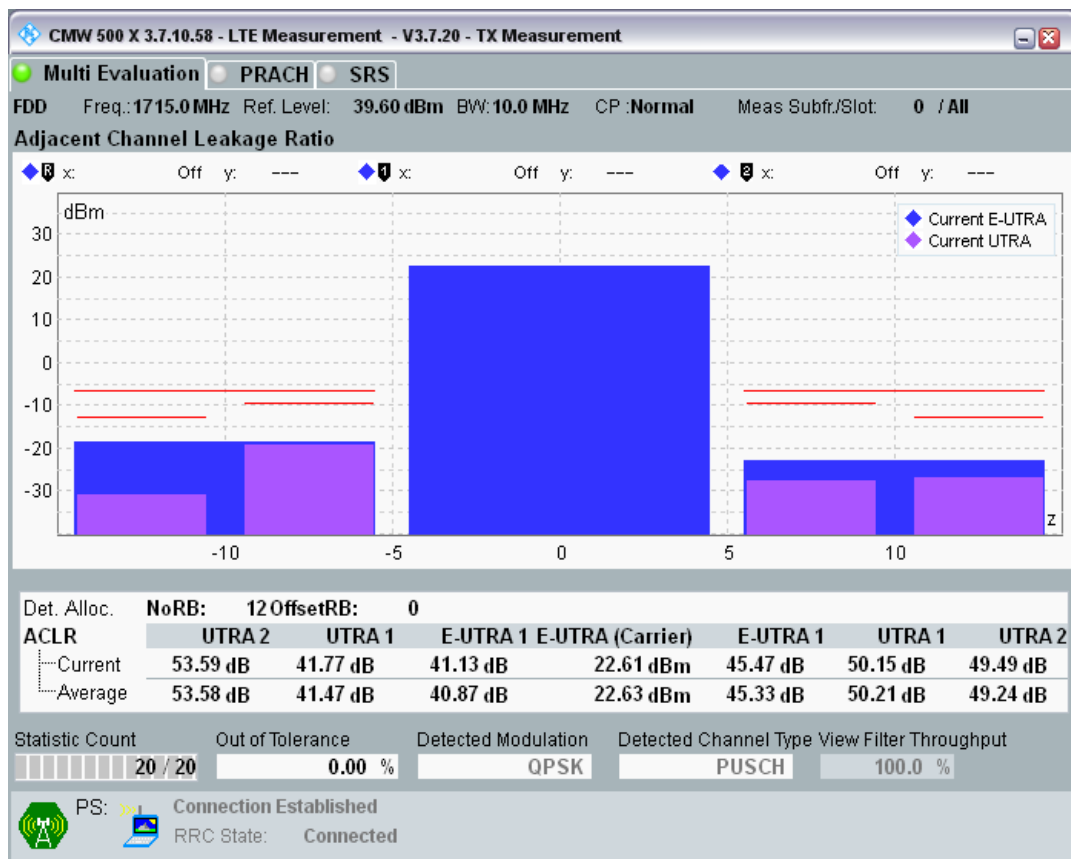 CMW 500 X 3.7.10.58 - LTE Measurement - V3.7.20 - TX Measurement
Multi Evaluation PRACH SRS
FDD Freq.:1715.0 MHz Ref. Level: 39.60 dBm BW:10.0 MHz CP :Normal Meas Subfr./Slot: 0 / All
Adjacent Channel Leakage Ratio
R x: Off y: --- 1 x: Off y: --- 2 x: Off y: ---
dBm
Current E-UTRA
Current UTRA
30
20
10
0
-10
-20
-30
z
-10 -5 0 5 10
Det. Alloc. NoRB: 12 OffsetRB: 0
ACLR UTRA 2 UTRA 1 E-UTRA 1 E-UTRA (Carrier) E-UTRA 1 UTRA 1 UTRA 2
Current 53.59 dB 41.77 dB 41.13 dB 22.61 dBm 45.47 dB 50.15 dB 49.49 dB
Average 53.58 dB 41.47 dB 40.87 dB 22.63 dBm 45.33 dB 50.21 dB 49.24 dB
Statistic Count Out of Tolerance Detected Modulation Detected Channel Type View Filter Throughput
20 / 20 0.00 % QPSK PUSCH 100.0 %
PS: Connection Established
RRC State: Connected